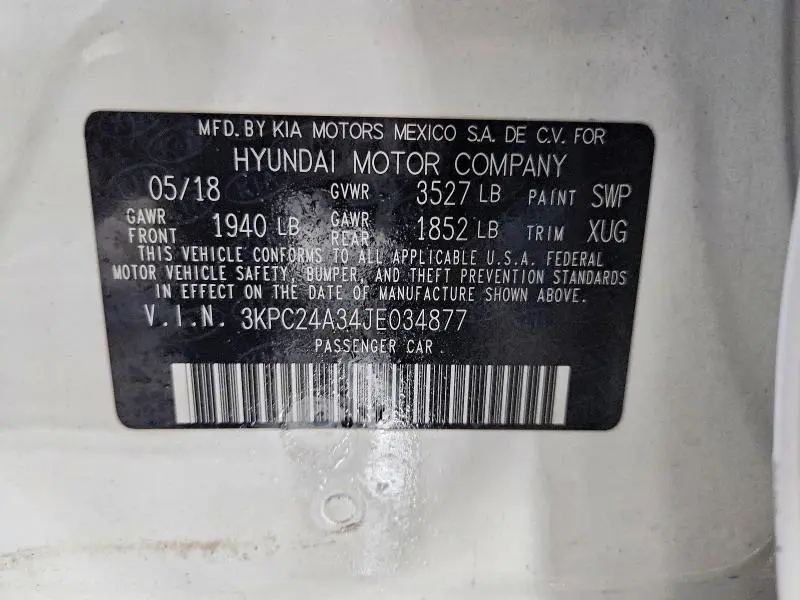 MFD. BY KIA MOTORS MEXICO S.A. DE C.V. FOR
HYUNDAI MOTOR COMPANY
05/18 GVWR 3527 LB PAINT SWP
GAWR FRONT 1940 LB GAWR REAR 1852 LB TRIM XUG
THIS VEHICLE CONFORMS TO ALL APPLICABLE U.S.A. FEDERAL
MOTOR VEHICLE SAFETY, BUMPER, AND THEFT PREVENTION STANDARDS
IN EFFECT ON THE DATE OF MANUFACTURE SHOWN ABOVE.
V.I.N. 3KPC24A34JE034877
PASSENGER CAR